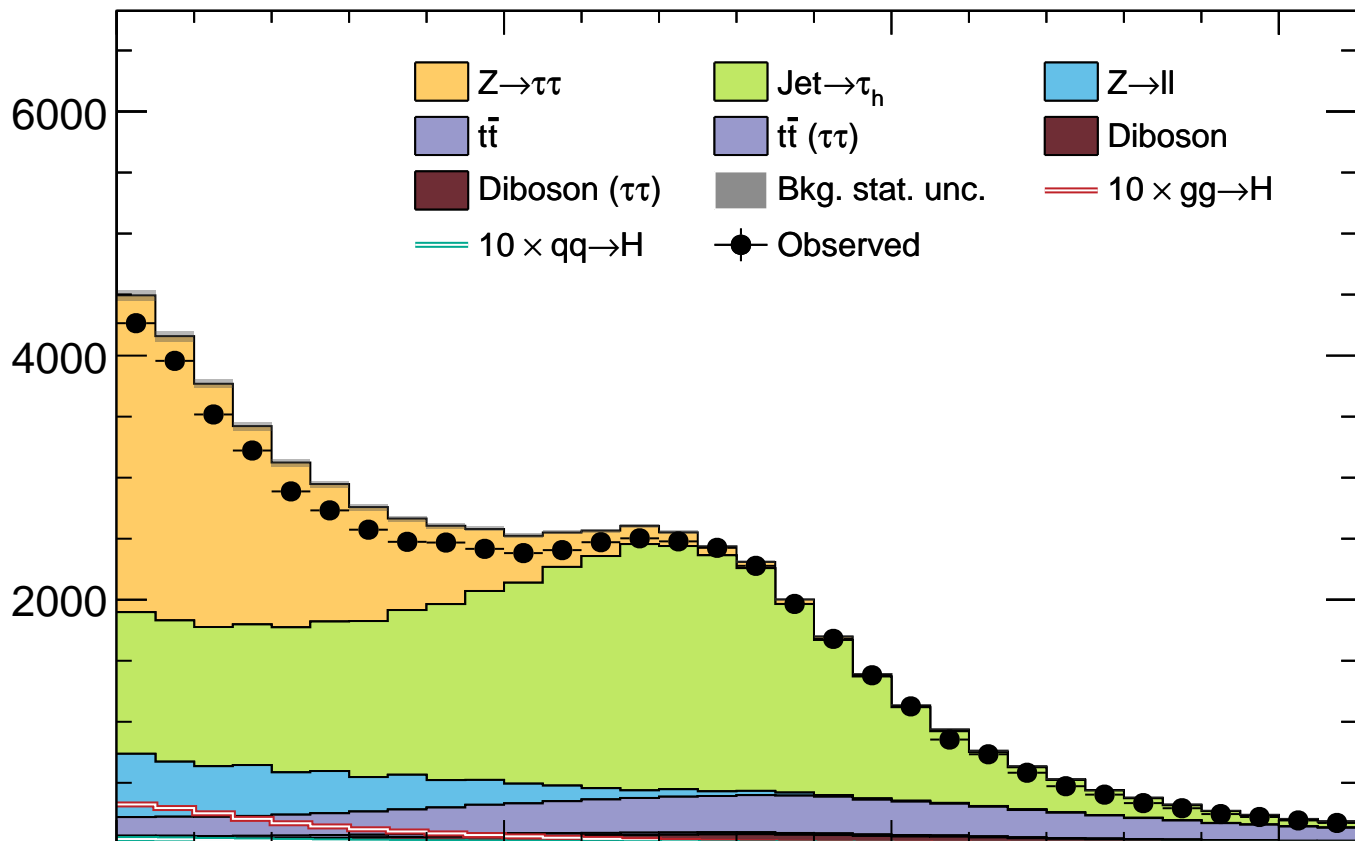 Z→ττ Jet→τₕ Z→ll
6000
tt̄ tt̄ (ττ) Diboson
Diboson (ττ) Bkg. stat. unc. 10 × gg→H
10 × qq→H Observed
4000
2000